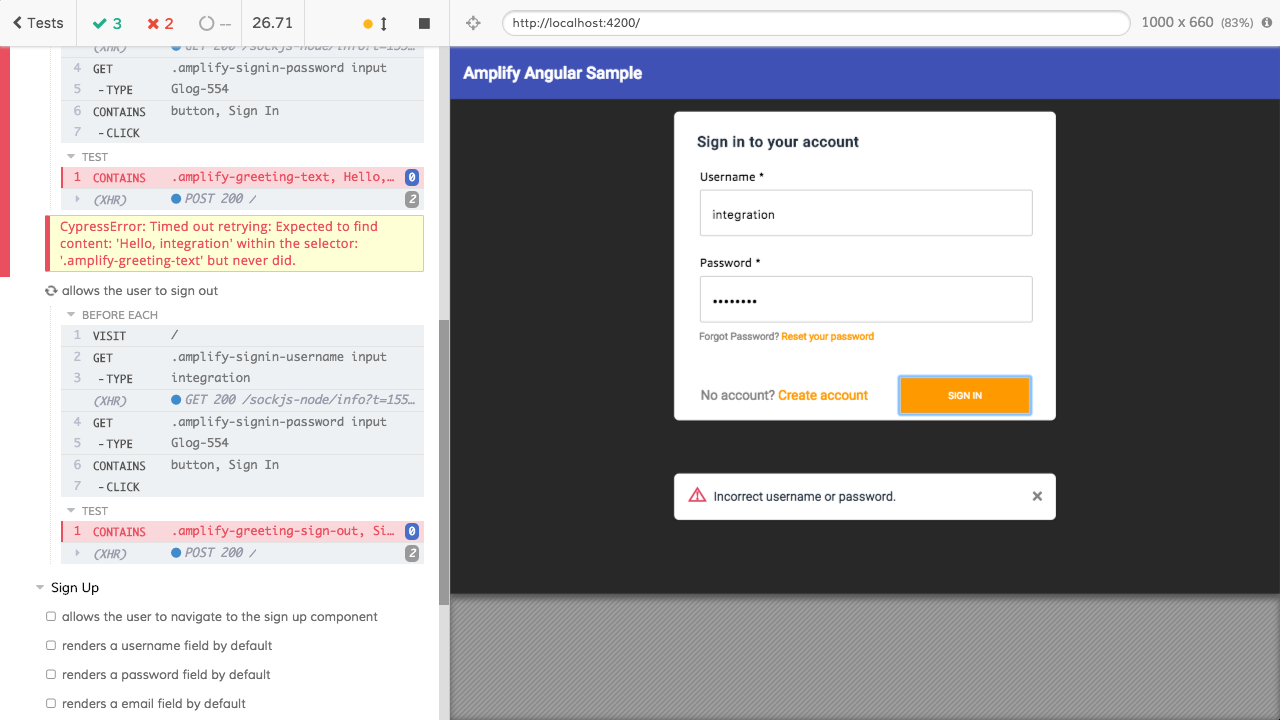 Tests 3 2 -- 26.71 http://localhost:4200/ 1000 x 660 (83%)
(XHR) GET 200 /sockjs-node/info?t=155…
4 GET .amplify-signin-password input
5 -TYPE Glog-554
6 CONTAINS button, Sign In
7 -CLICK
TEST
1 CONTAINS .amplify-greeting-text, Hello,… 0
(XHR) POST 200 / 2
CypressError: Timed out retrying: Expected to find
content: 'Hello, integration' within the selector:
'.amplify-greeting-text' but never did.
allows the user to sign out
BEFORE EACH
1 VISIT /
2 GET .amplify-signin-username input
3 -TYPE integration
(XHR) GET 200 /sockjs-node/info?t=155…
4 GET .amplify-signin-password input
5 -TYPE Glog-554
6 CONTAINS button, Sign In
7 -CLICK
TEST
1 CONTAINS .amplify-greeting-sign-out, Si… 0
(XHR) POST 200 / 2
Sign Up
allows the user to navigate to the sign up component
renders a username field by default
renders a password field by default
renders a email field by default
Amplify Angular Sample
Sign in to your account
Username *
integration
Password *
••••••••
Forgot Password? Reset your password
No account? Create account SIGN IN
Incorrect username or password. ×